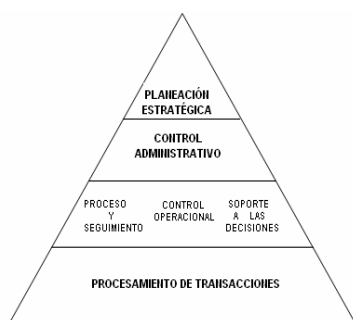 PLANEACIÓN
ESTRATÉGICA
CONTROL
ADMINISTRATIVO
PROCESO
Y
SEGUIMIENTO
CONTROL
OPERACIONAL
SOPORTE
A LAS
DECISIONES
PROCESAMIENTO DE TRANSACCIONES